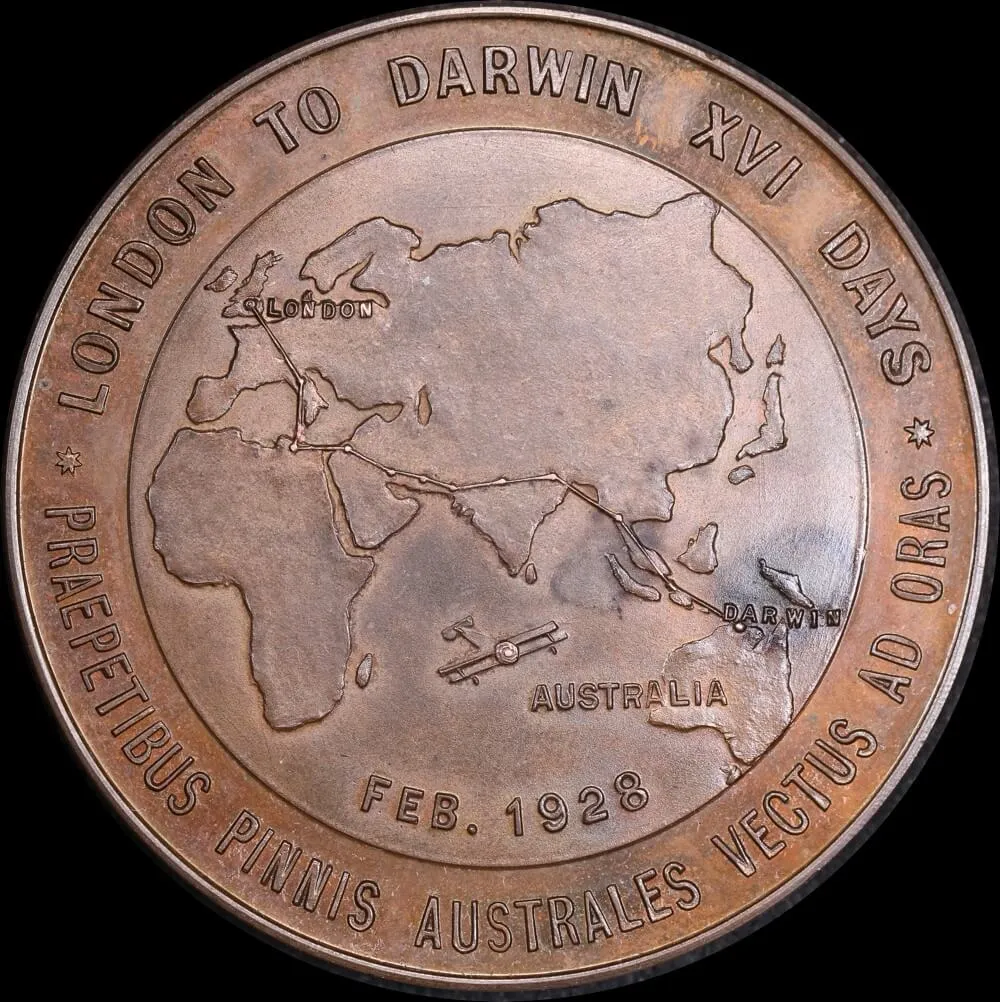 LONDON TO DARWIN XVI DAYS
LONDON
DARWIN
AUSTRALIA
FEB. 1928
PRAEPETIBUS PINNIS AUSTRALES VECTUS AD ORAS